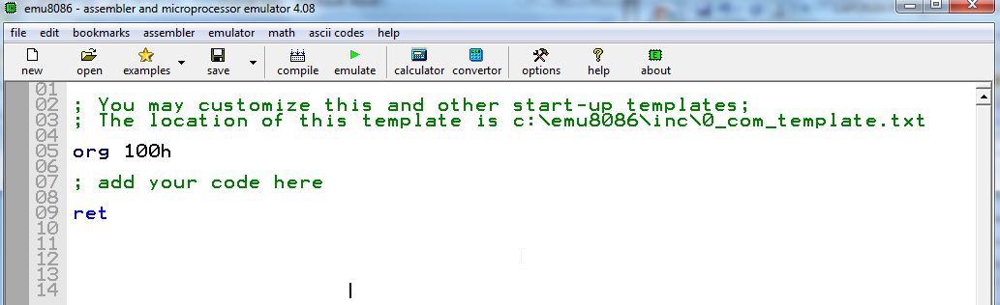 emu8086 - assembler and microprocessor emulator 4.08
file edit bookmarks assembler emulator math ascii codes help
new open examples save compile emulate calculator convertor options help about
01
02 ; You may customize this and other start-up templates;
03 ; The location of this template is c:\emu8086\inc\0_com_template.txt
04
05 org 100h
06
07 ; add your code here
08
09 ret
10
11
12
13
14